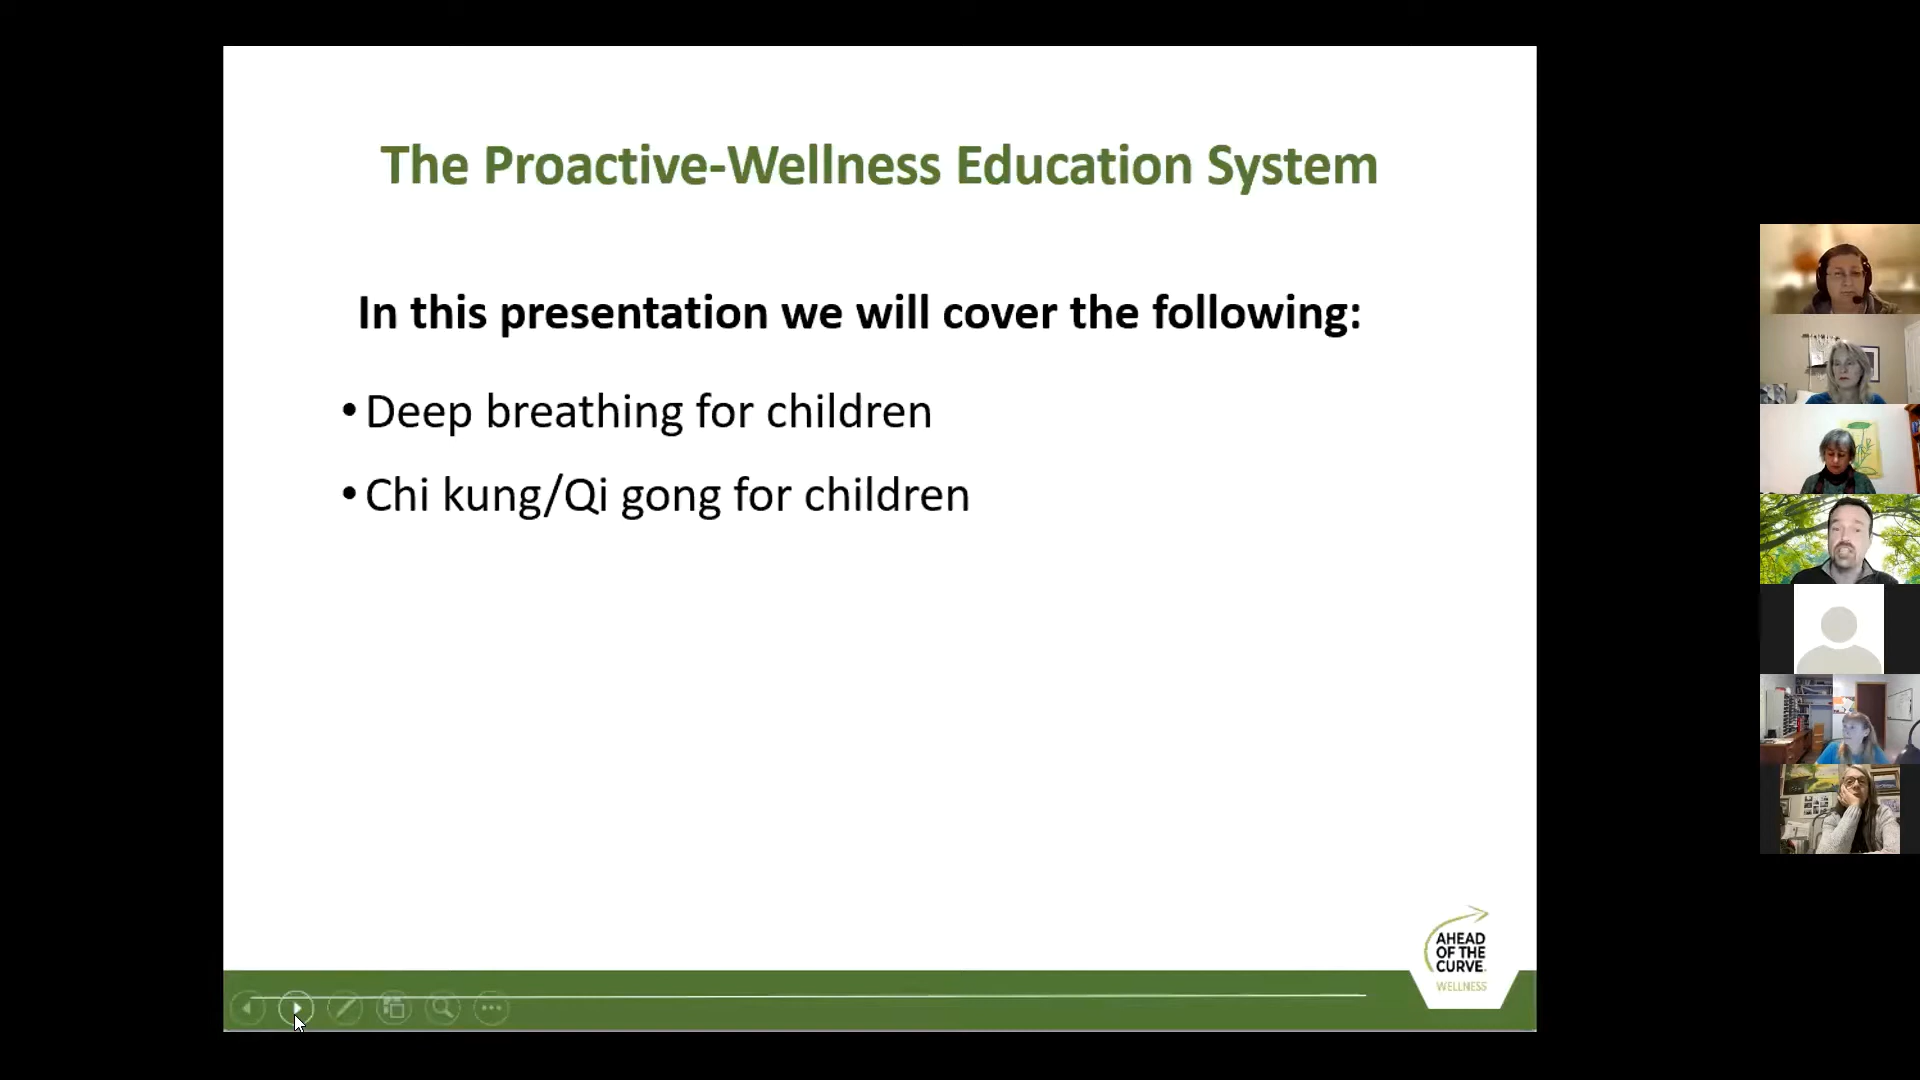 The Proactive-Wellness Education System
In this presentation we will cover the following:
• Deep breathing for children
• Chi kung/Qi gong for children
AHEAD
OF THE
CURVE
WELLNESS